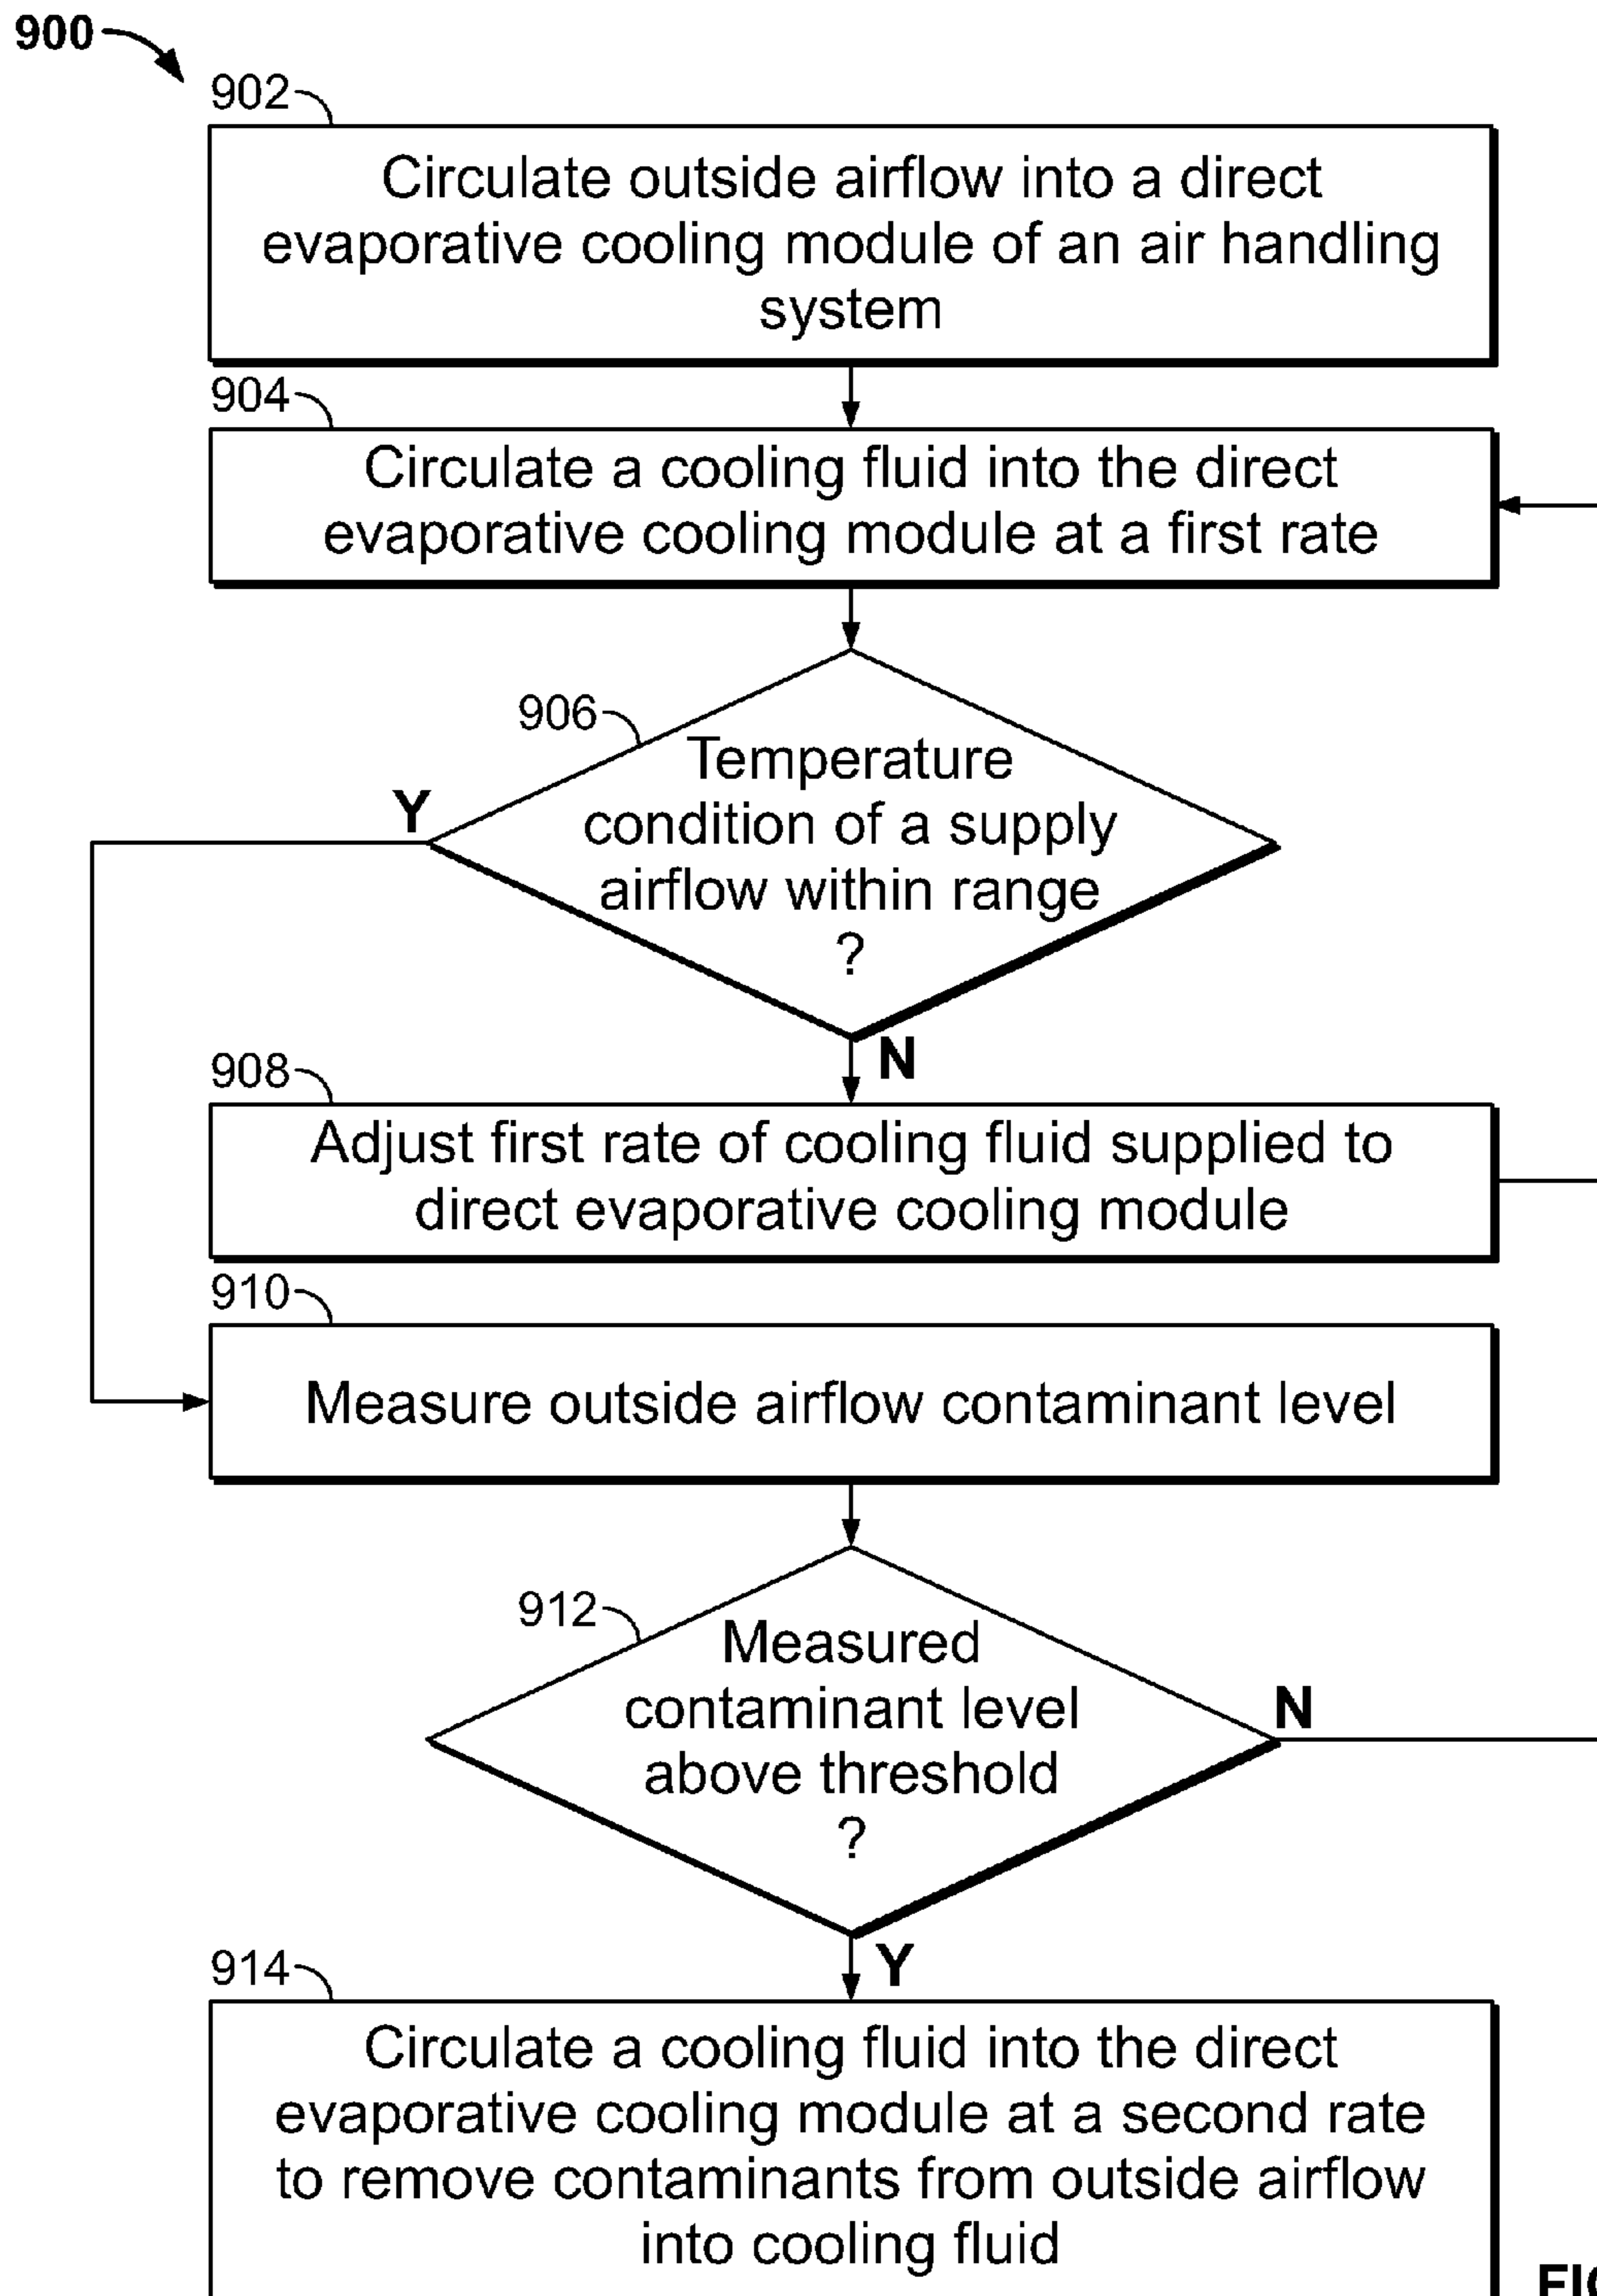 900
902
Circulate outside airflow into a direct
evaporative cooling module of an air handling
system
904
Circulate a cooling fluid into the direct
evaporative cooling module at a first rate
906
Temperature
condition of a supply
airflow within range
?
Y
N
908
Adjust first rate of cooling fluid supplied to
direct evaporative cooling module
910
Measure outside airflow contaminant level
912
Measured
contaminant level
above threshold
?
N
Y
914
Circulate a cooling fluid into the direct
evaporative cooling module at a second rate
to remove contaminants from outside airflow
into cooling fluid